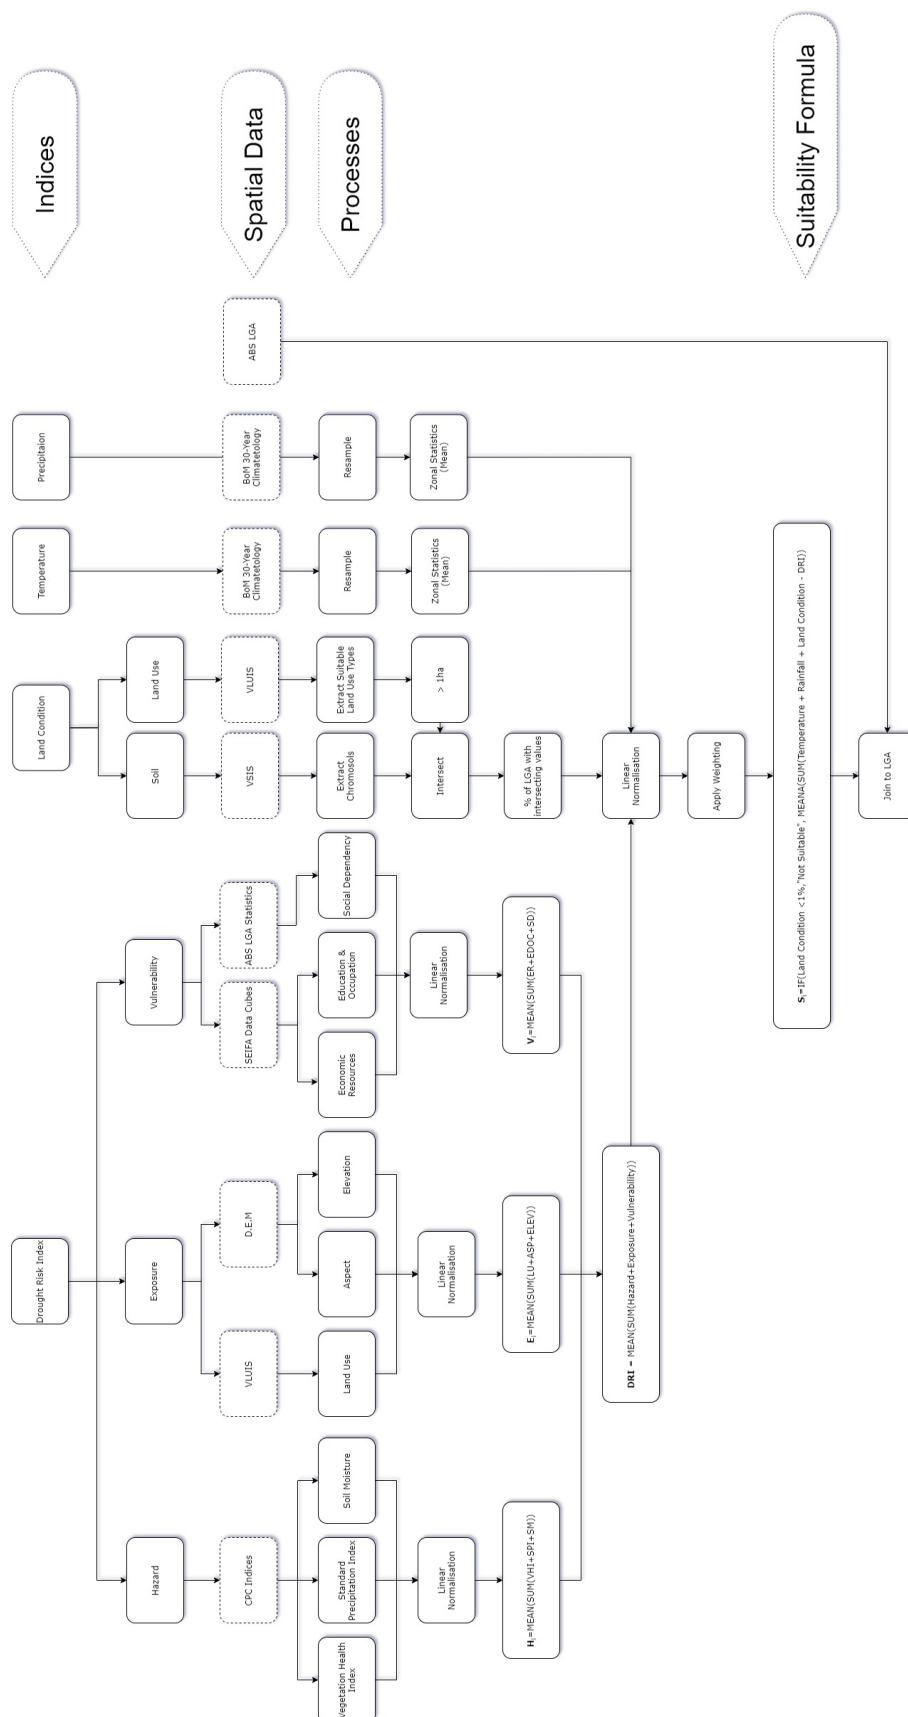 Indices
Spatial Data
Processes
Suitability Formula
Drought Risk Index
Land Condition
Temperature
Precipitaion
Hazard
Exposure
Vulnerability
Soil
Land Use
CPC Indices
VLUIS
D.E.M
SEIFA Data Cubes
ABS LGA Statistics
VSIS
VLUIS
BoM 30-Year
Climatetology
BoM 30-Year
Climatetology
ABS LGA
Vegetation Health
Index
Standard
Precipitation Index
Soil Moisture
Land Use
Aspect
Elevation
Economic
Resources
Education &
Occupation
Social Dependency
Extract
Chromosols
Extract Suitable
Land Use Types
Resample
Resample
Linear
Normalisation
Linear
Normalisation
Linear
Normalisation
Intersect
> 1ha
Zonal Statistics
(Mean)
Zonal Statistics
(Mean)
Hi=MEAN(SUM(VHI+SPI+SM))
Ei=MEAN(SUM(LU+ASP+ELEV))
Vi=MEAN(SUM(ER+EDOC+SD))
% of LGA with
intersecting values
DRI = MEAN(SUM(Hazard+Exposure+Vulnerability))
Linear
Normalisation
Apply Weighting
Si=IF(Land Condition <1%,"Not Suitable", MEANA(SUM(Temperature + Rainfall + Land Condition - DRI))
Join to LGA